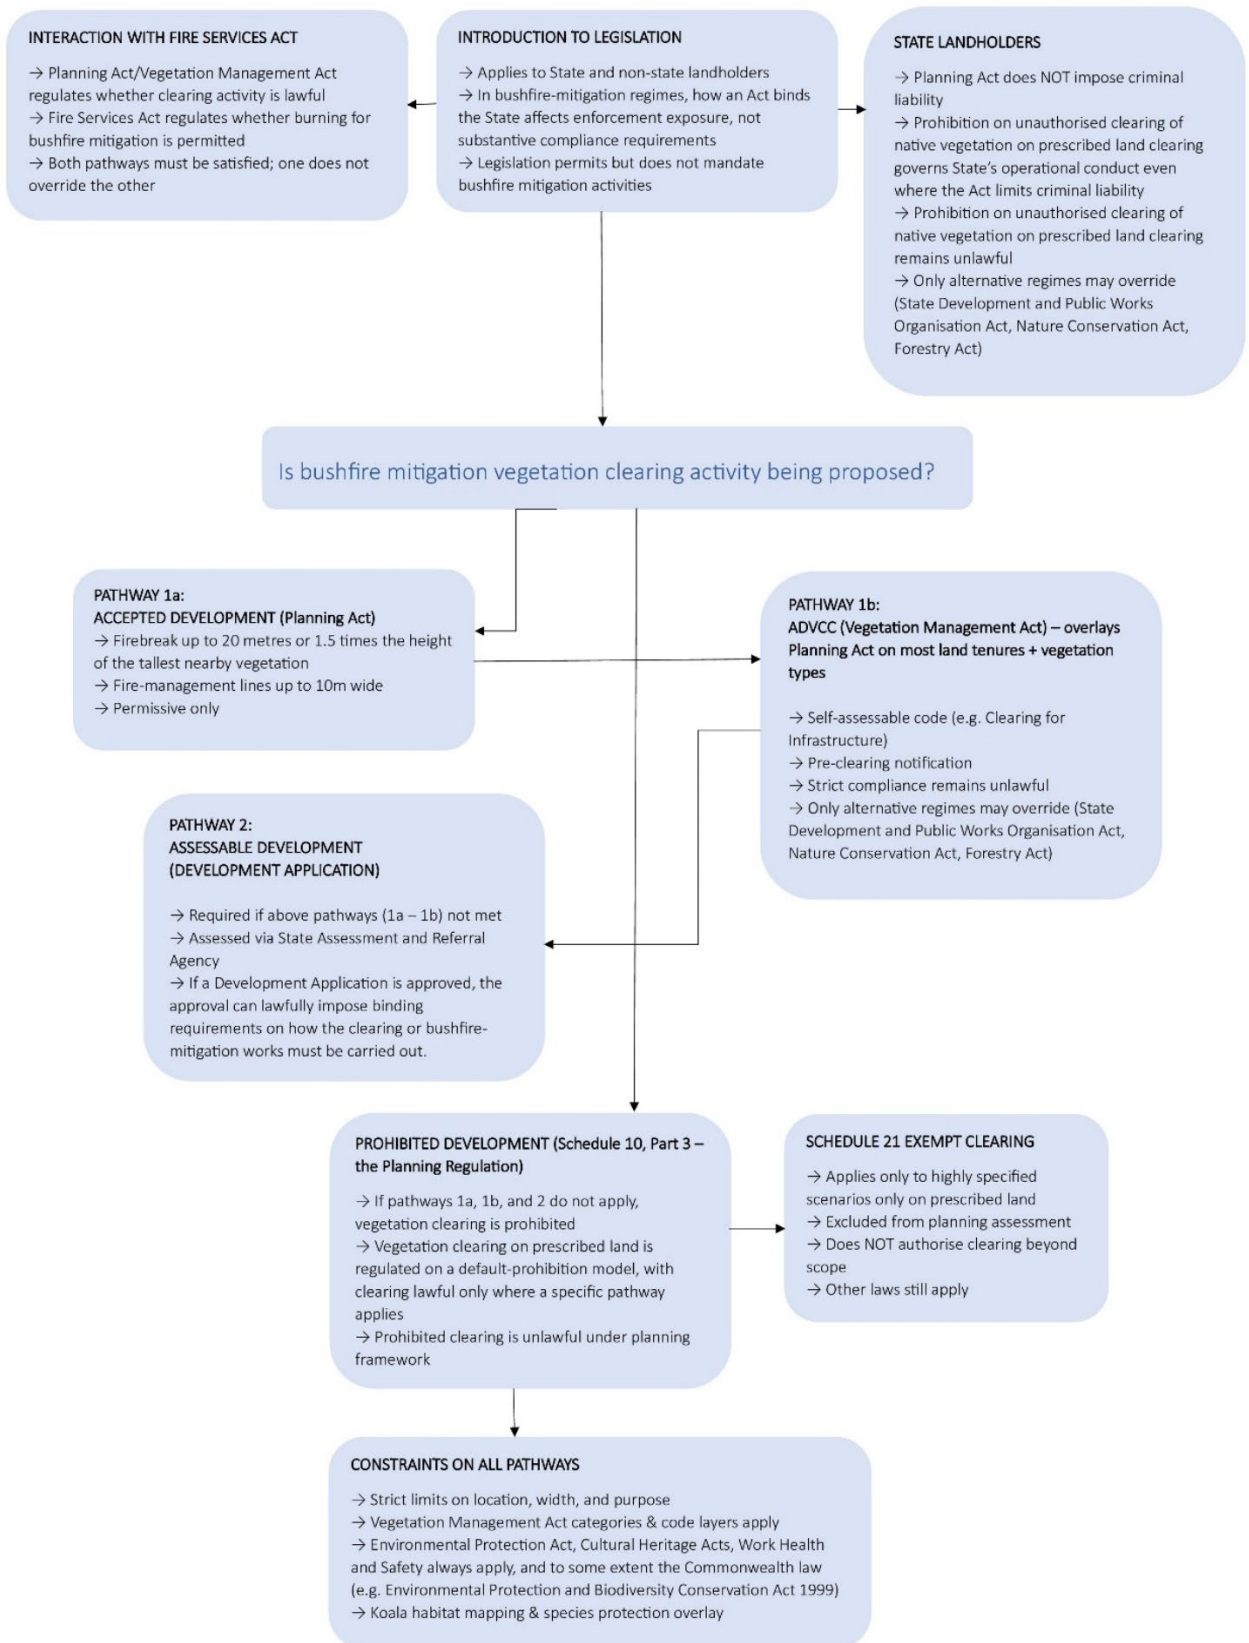 INTERACTION WITH FIRE SERVICES ACT
→ Planning Act/Vegetation Management Act
regulates whether clearing activity is lawful
→ Fire Services Act regulates whether burning for
bushfire mitigation is permitted
→ Both pathways must be satisfied; one does not
override the other
INTRODUCTION TO LEGISLATION
→ Applies to State and non-state landholders
→ In bushfire-mitigation regimes, how an Act binds
the State affects enforcement exposure, not
substantive compliance requirements
→ Legislation permits but does not mandate
bushfire mitigation activities
STATE LANDHOLDERS
→ Planning Act does NOT impose criminal
liability
→ Prohibition on unauthorised clearing of
native vegetation on prescribed land clearing
governs State's operational conduct even
where the Act limits criminal liability
→ Prohibition on unauthorised clearing of
native vegetation on prescribed land clearing
remains unlawful
→ Only alternative regimes may override
(State Development and Public Works
Organisation Act, Nature Conservation Act,
Forestry Act)
Is bushfire mitigation vegetation clearing activity being proposed?
PATHWAY 1a:
ACCEPTED DEVELOPMENT (Planning Act)
→ Firebreak up to 20 metres or 1.5 times the height
of the tallest nearby vegetation
→ Fire-management lines up to 10m wide
→ Permissive only
PATHWAY 1b:
ADVCC (Vegetation Management Act) – overlays
Planning Act on most land tenures + vegetation
types
→ Self-assessable code (e.g. Clearing for
Infrastructure)
→ Pre-clearing notification
→ Strict compliance remains unlawful
→ Only alternative regimes may override (State
Development and Public Works Organisation Act,
Nature Conservation Act, Forestry Act)
PATHWAY 2:
ASSESSABLE DEVELOPMENT
(DEVELOPMENT APPLICATION)
→ Required if above pathways (1a – 1b) not met
→ Assessed via State Assessment and Referral
Agency
→ If a Development Application is approved, the
approval can lawfully impose binding
requirements on how the clearing or bushfire-
mitigation works must be carried out.
PROHIBITED DEVELOPMENT (Schedule 10, Part 3 –
the Planning Regulation)
→ If pathways 1a, 1b, and 2 do not apply,
vegetation clearing is prohibited
→ Vegetation clearing on prescribed land is
regulated on a default-prohibition model, with
clearing lawful only where a specific pathway
applies
→ Prohibited clearing is unlawful under planning
framework
SCHEDULE 21 EXEMPT CLEARING
→ Applies only to highly specified
scenarios only on prescribed land
→ Excluded from planning assessment
→ Does NOT authorise clearing beyond
scope
→ Other laws still apply
CONSTRAINTS ON ALL PATHWAYS
→ Strict limits on location, width, and purpose
→ Vegetation Management Act categories & code layers apply
→ Environmental Protection Act, Cultural Heritage Acts, Work Health
and Safety always apply, and to some extent the Commonwealth law
(e.g. Environmental Protection and Biodiversity Conservation Act 1999)
→ Koala habitat mapping & species protection overlay